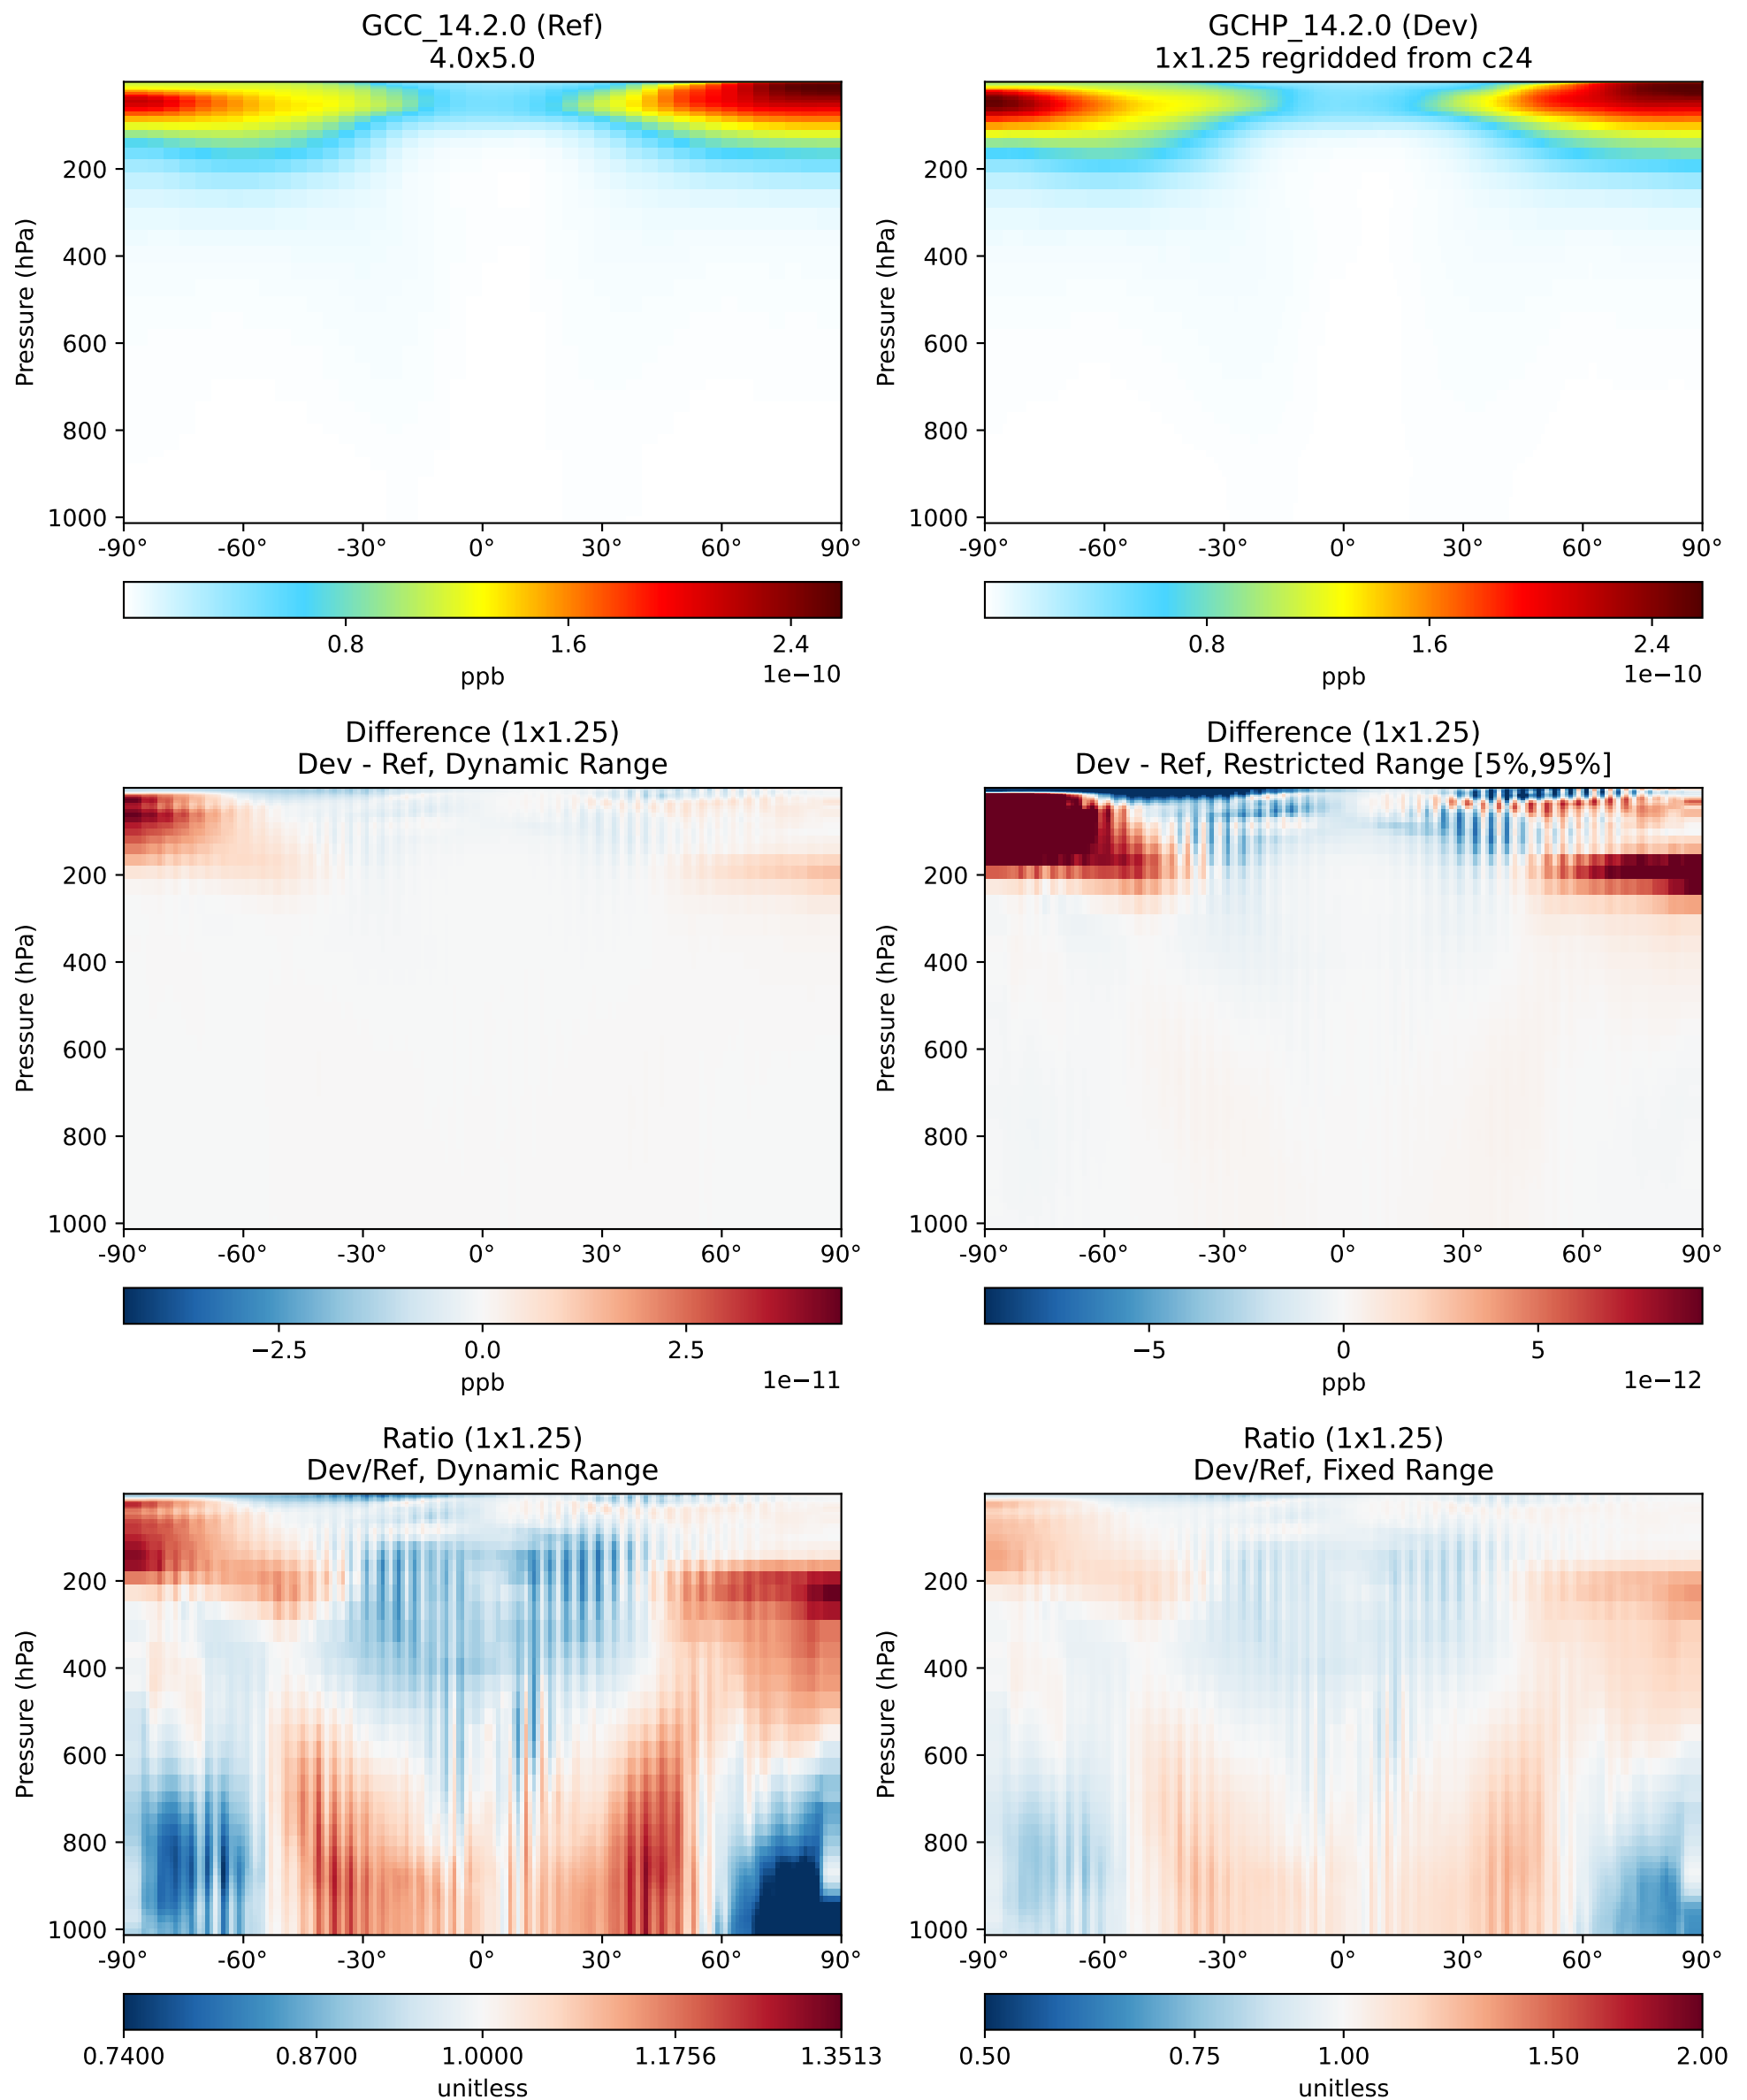 GCC_14.2.0 (Ref)
4.0x5.0
Pressure (hPa)
200
400
600
800
1000
-90° -60° -30° 0° 30° 60° 90°
0.8 1.6 2.4
ppb
1e−10
GCHP_14.2.0 (Dev)
1x1.25 regridded from c24
Pressure (hPa)
200
400
600
800
1000
-90° -60° -30° 0° 30° 60° 90°
0.8 1.6 2.4
ppb
1e−10
Difference (1x1.25)
Dev - Ref, Dynamic Range
Pressure (hPa)
200
400
600
800
1000
-90° -60° -30° 0° 30° 60° 90°
−2.5 0.0 2.5
ppb
1e−11
Difference (1x1.25)
Dev - Ref, Restricted Range [5%,95%]
Pressure (hPa)
200
400
600
800
1000
-90° -60° -30° 0° 30° 60° 90°
−5 0 5
ppb
1e−12
Ratio (1x1.25)
Dev/Ref, Dynamic Range
Pressure (hPa)
200
400
600
800
1000
-90° -60° -30° 0° 30° 60° 90°
0.7400 0.8700 1.0000 1.1756 1.3513
unitless
Ratio (1x1.25)
Dev/Ref, Fixed Range
Pressure (hPa)
200
400
600
800
1000
-90° -60° -30° 0° 30° 60° 90°
0.50 0.75 1.00 1.50 2.00
unitless